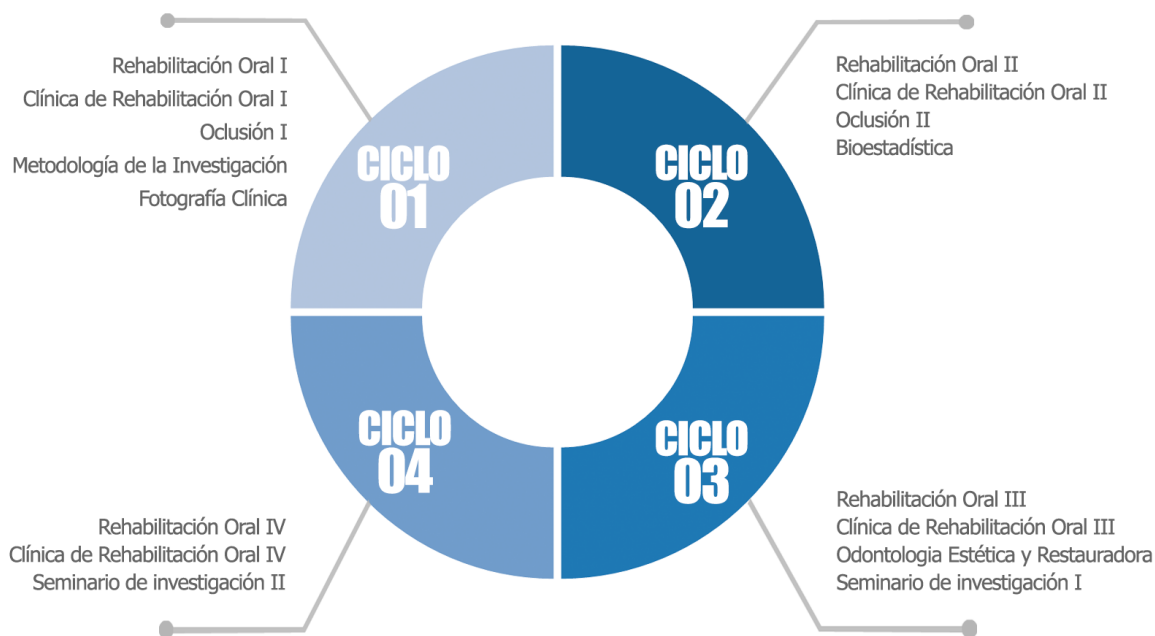 Rehabilitación Oral I
Clínica de Rehabilitación Oral I
Oclusión I
Metodología de la Investigación
Fotografía Clínica
CICLO
01
Rehabilitación Oral II
Clínica de Rehabilitación Oral II
Oclusión II
Bioestadística
CICLO
02
Rehabilitación Oral III
Clínica de Rehabilitación Oral III
Odontologia Estética y Restauradora
Seminario de investigación I
CICLO
03
Rehabilitación Oral IV
Clínica de Rehabilitación Oral IV
Seminario de investigación II
CICLO
04